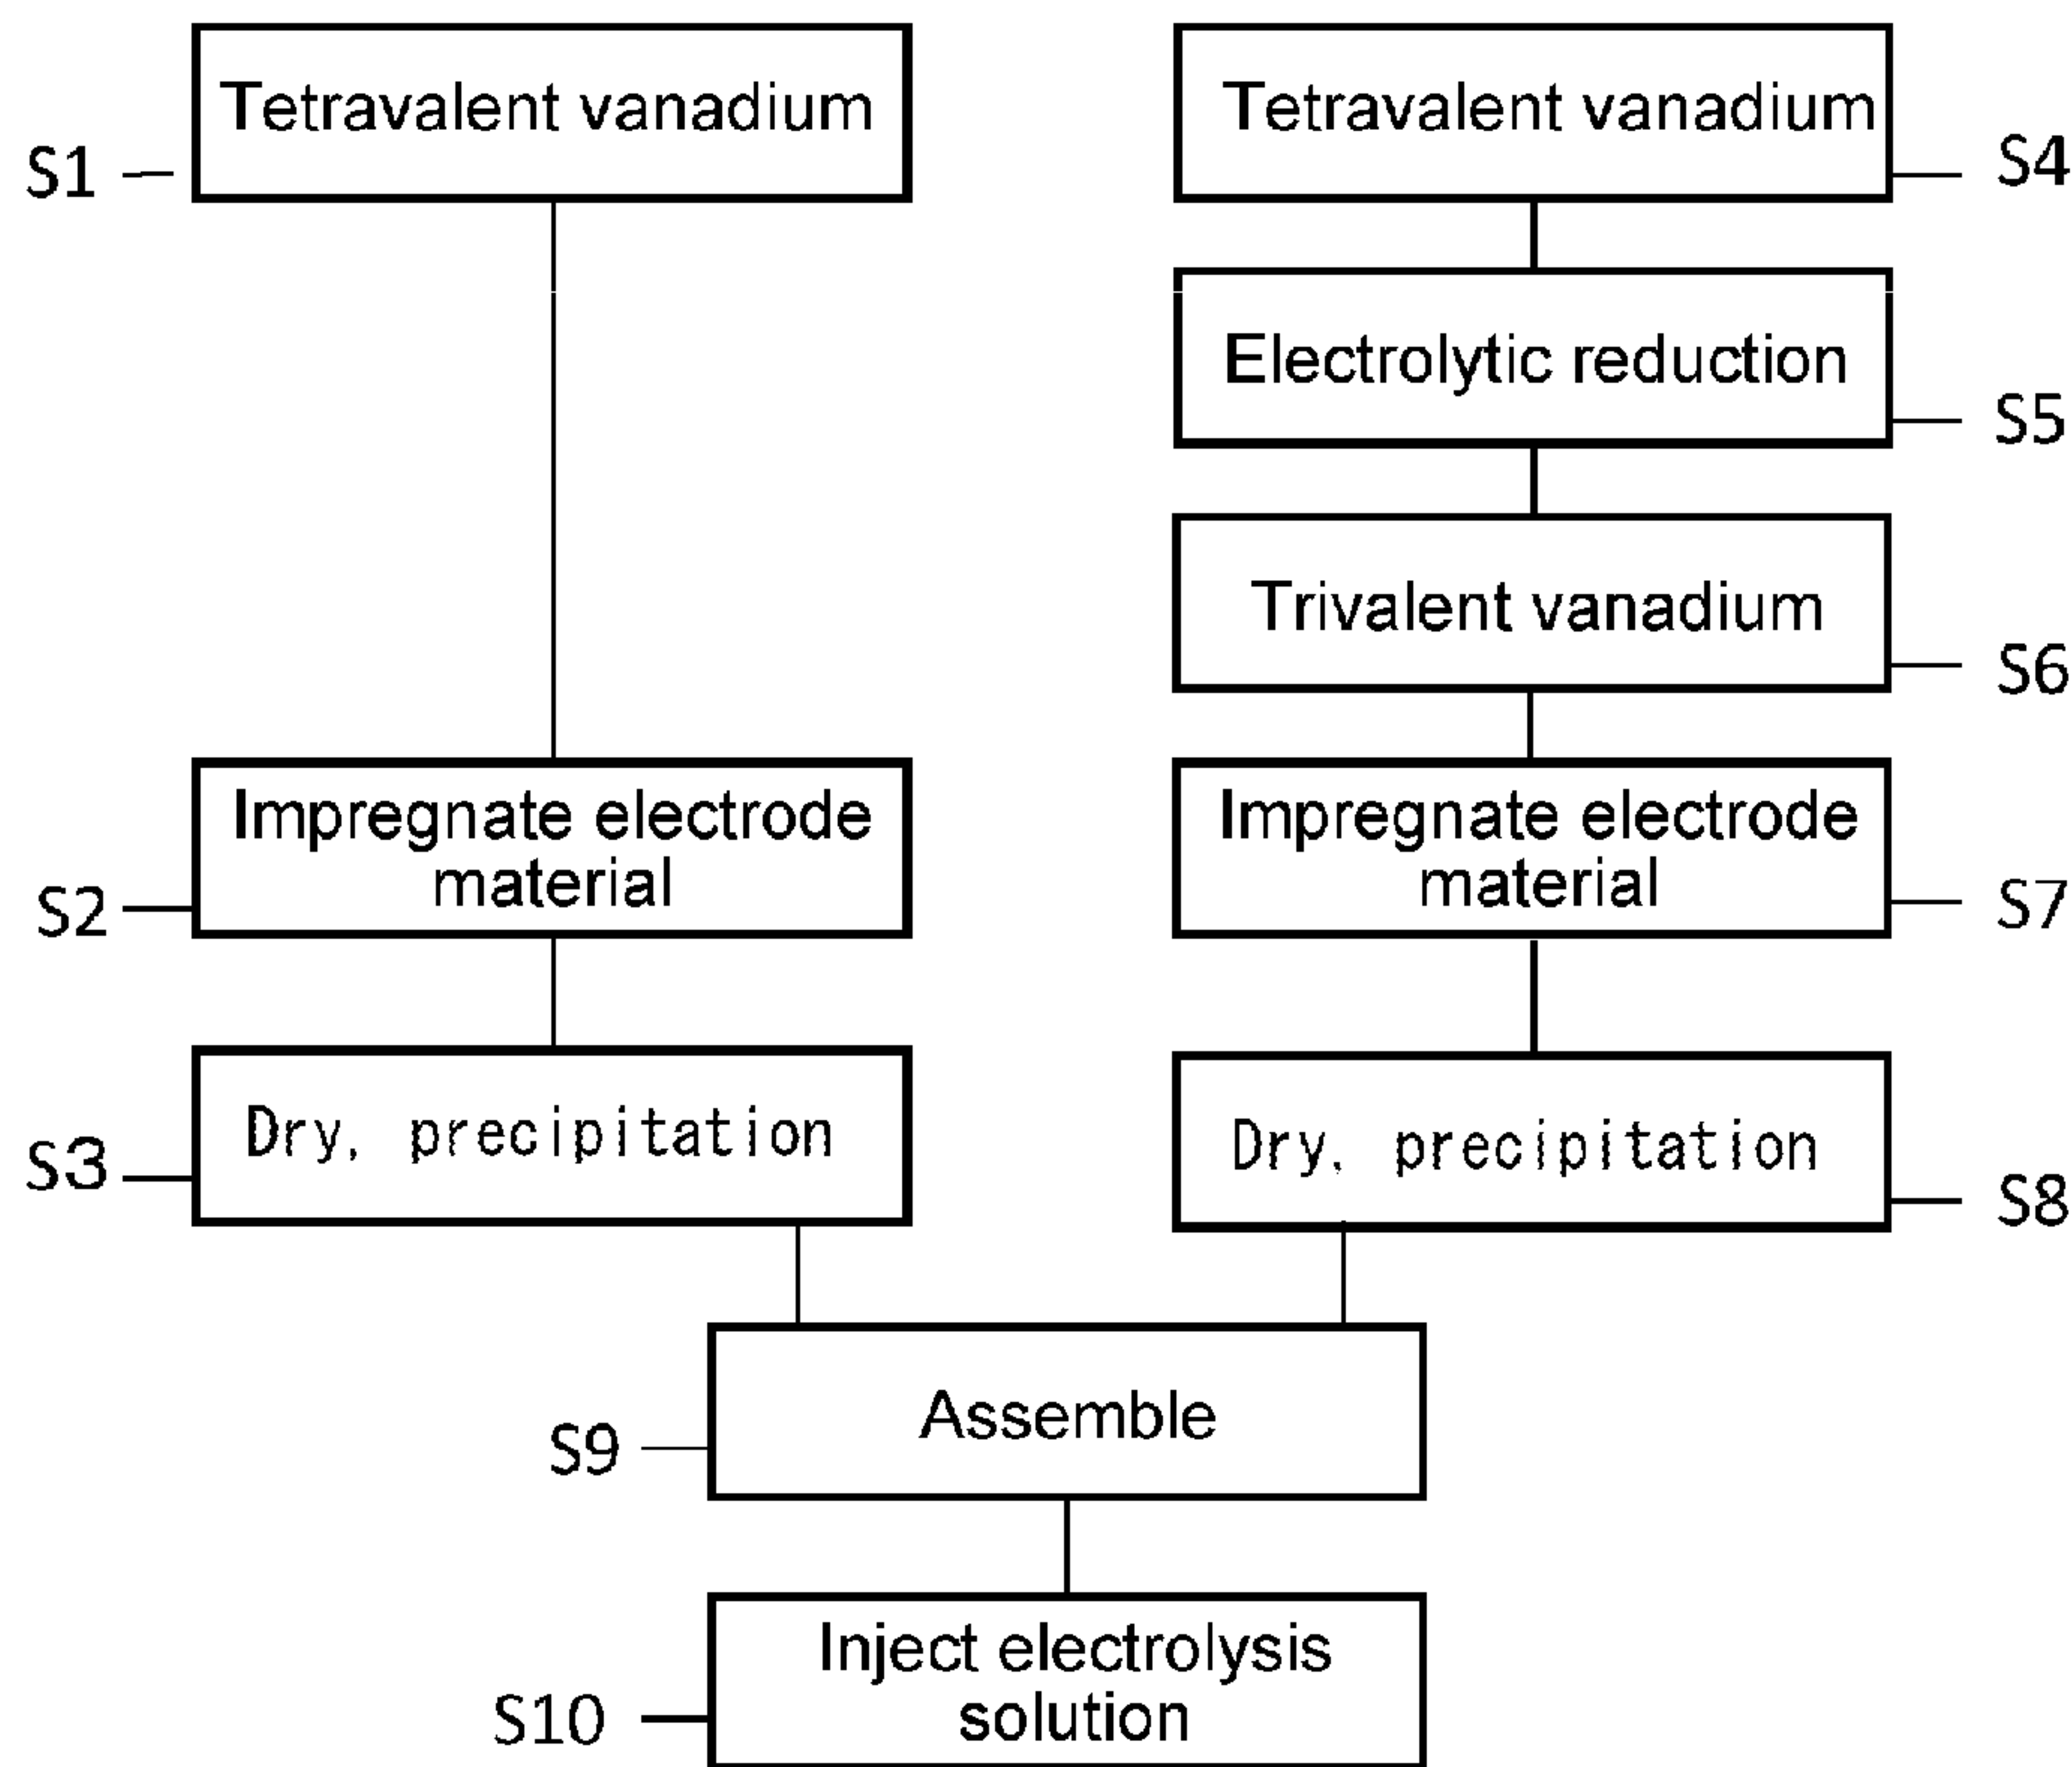 Tetravalent vanadium
S1
Impregnate electrode
material
S2
Dry, precipitation
S3
Tetravalent vanadium
S4
Electrolytic reduction
S5
Trivalent vanadium
S6
Impregnate electrode
material
S7
Dry, precipitation
S8
Assemble
S9
Inject electrolysis
solution
S10